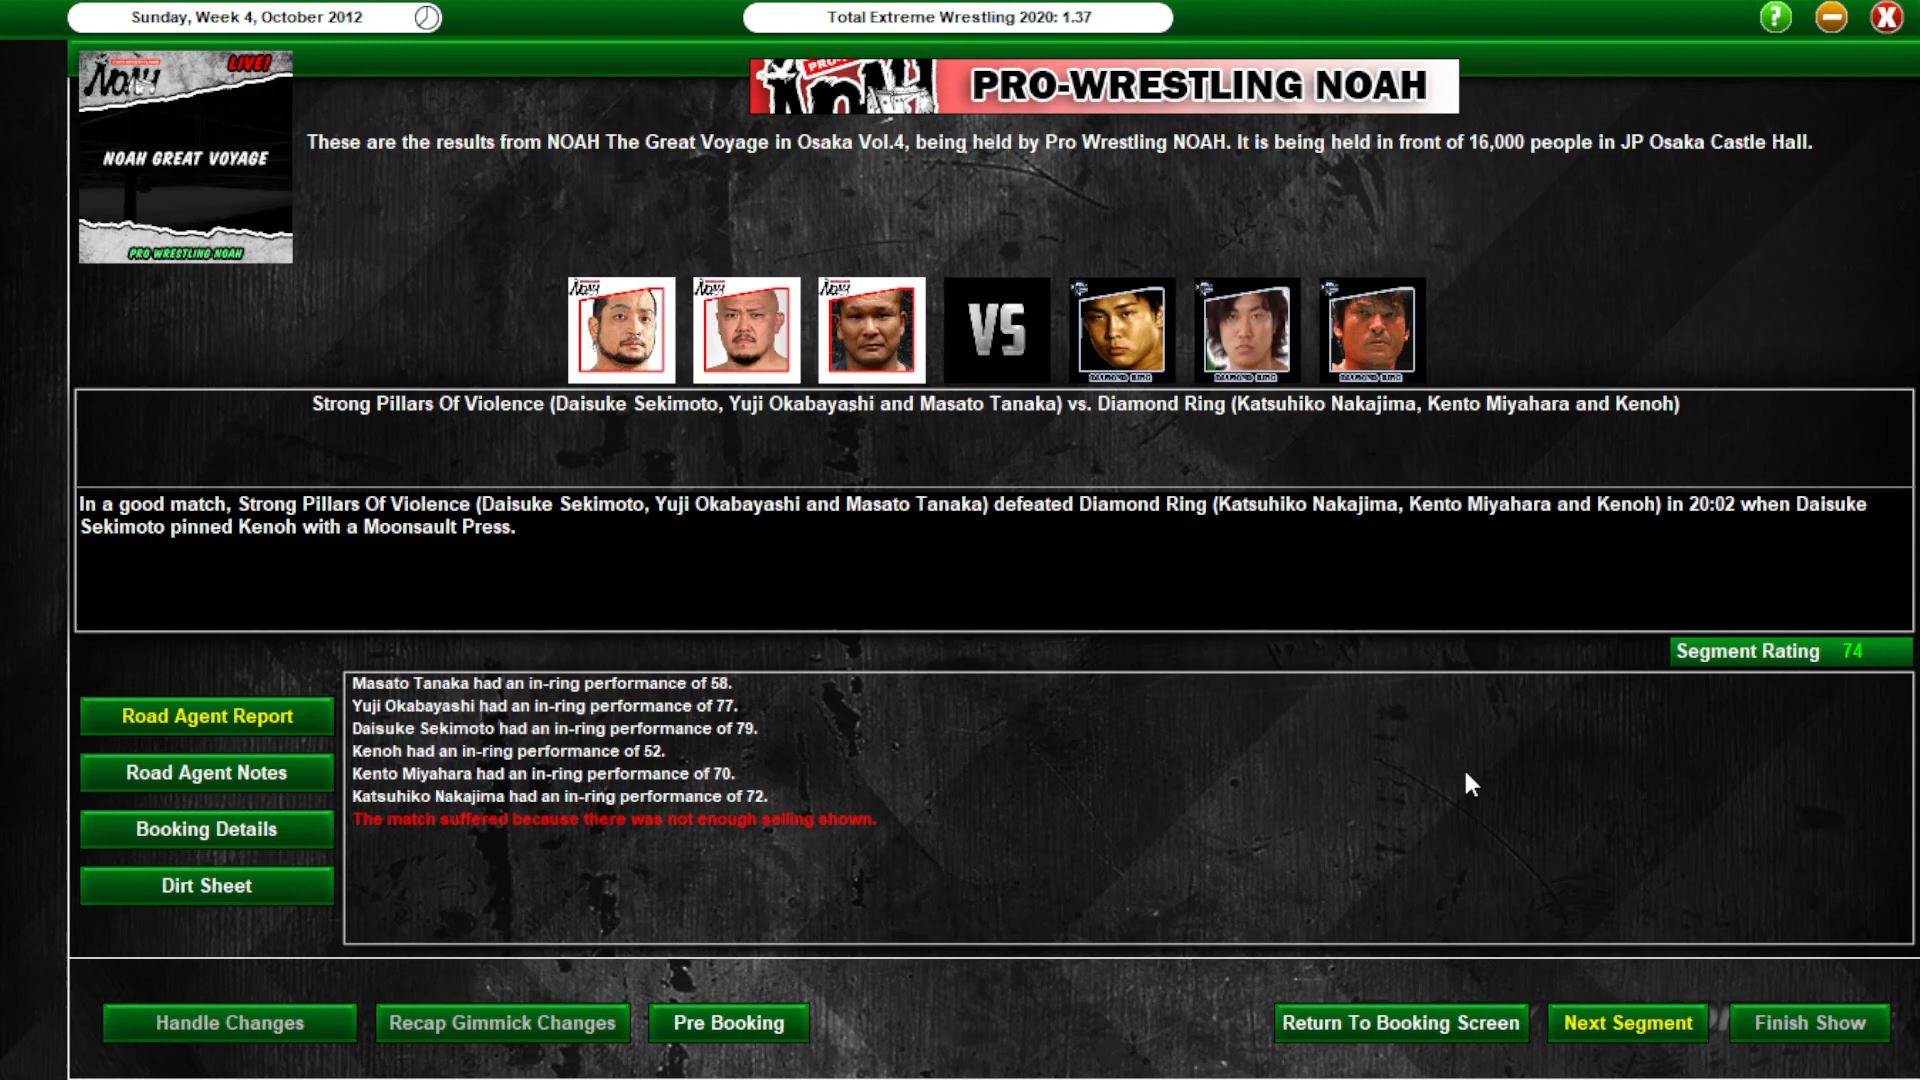 Sunday, Week 4, October 2012
Total Extreme Wrestling 2020: 1.37
NOAH
LIVE!
NOAH GREAT VOYAGE
PRO WRESTLING NOAH
PRO-WRESTLING NOAH
These are the results from NOAH The Great Voyage in Osaka Vol.4, being held by Pro Wrestling NOAH. It is being held in front of 16,000 people in JP Osaka Castle Hall.
NOAH
NOAH
NOAH
VS
DIAMOND RING
DIAMOND RING
DIAMOND RING
Strong Pillars Of Violence (Daisuke Sekimoto, Yuji Okabayashi and Masato Tanaka) vs. Diamond Ring (Katsuhiko Nakajima, Kento Miyahara and Kenoh)
In a good match, Strong Pillars Of Violence (Daisuke Sekimoto, Yuji Okabayashi and Masato Tanaka) defeated Diamond Ring (Katsuhiko Nakajima, Kento Miyahara and Kenoh) in 20:02 when Daisuke
Sekimoto pinned Kenoh with a Moonsault Press.
Segment Rating 74
Road Agent Report
Road Agent Notes
Booking Details
Dirt Sheet
Masato Tanaka had an in-ring performance of 58.
Yuji Okabayashi had an in-ring performance of 77.
Daisuke Sekimoto had an in-ring performance of 79.
Kenoh had an in-ring performance of 52.
Kento Miyahara had an in-ring performance of 70.
Katsuhiko Nakajima had an in-ring performance of 72.
The match suffered because there was not enough selling shown.
Handle Changes
Recap Gimmick Changes
Pre Booking
Return To Booking Screen
Next Segment
Finish Show